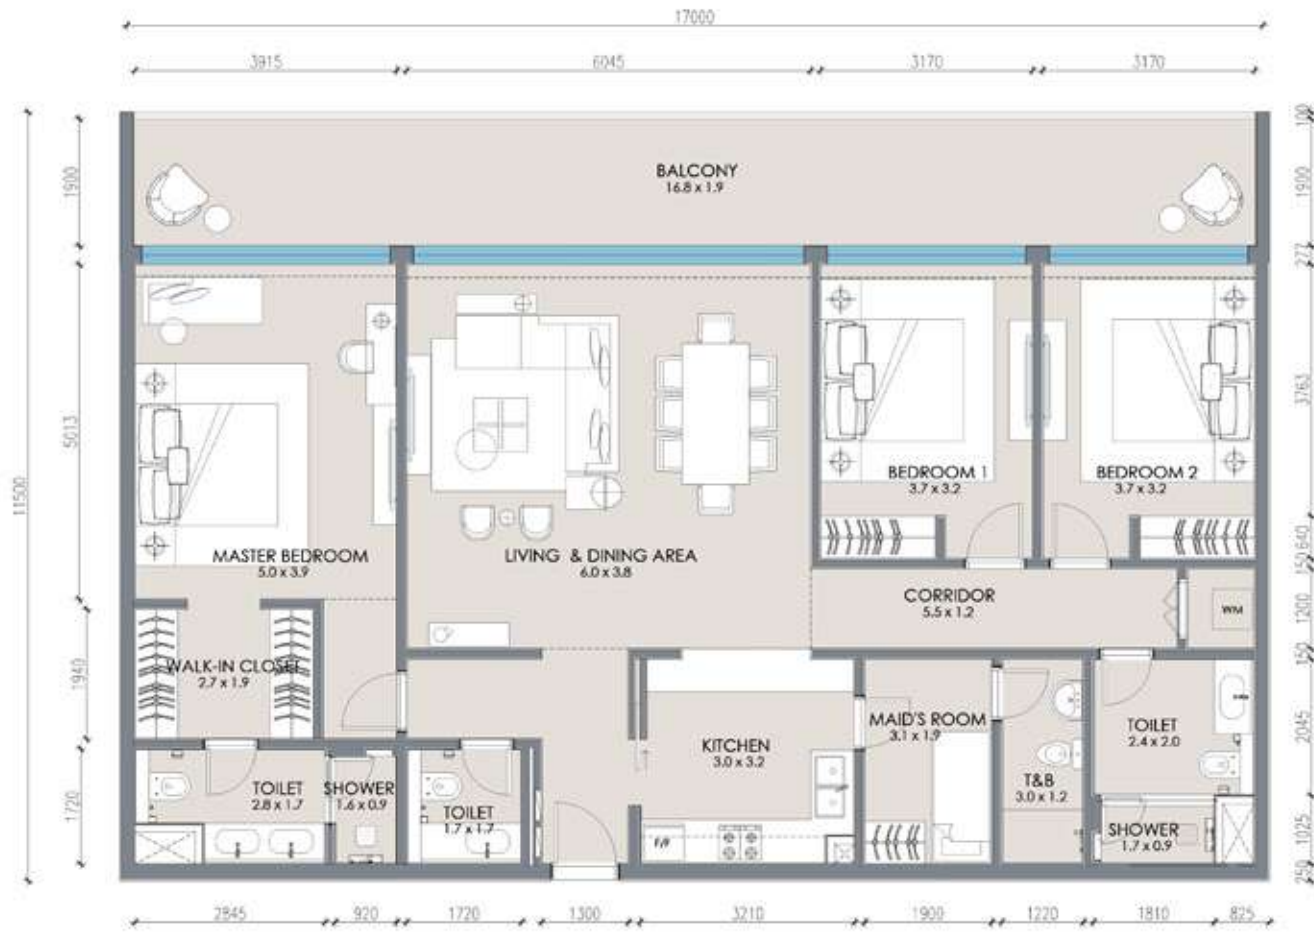 17000
3915
6045
3170
3170
100
1900
1900
277
11500
5013
3763
640
150
1200
150
1940
2045
1720
1025
250
BALCONY
16.8 x 1.9
BEDROOM 1
3.7 x 3.2
BEDROOM 2
3.7 x 3.2
MASTER BEDROOM
5.0 x 3.9
LIVING & DINING AREA
6.0 x 3.8
CORRIDOR
5.5 x 1.2
WM
WALK-IN CLOSET
2.7 x 1.9
MAID'S ROOM
3.1 x 1.9
TOILET
2.4 x 2.0
KITCHEN
3.0 x 3.2
TOILET
2.8 x 1.7
SHOWER
1.6 x 0.9
TOILET
1.7 x 1.7
T&B
3.0 x 1.2
SHOWER
1.7 x 0.9
F/F
2845
920
1720
1300
3210
1900
1220
1810
825